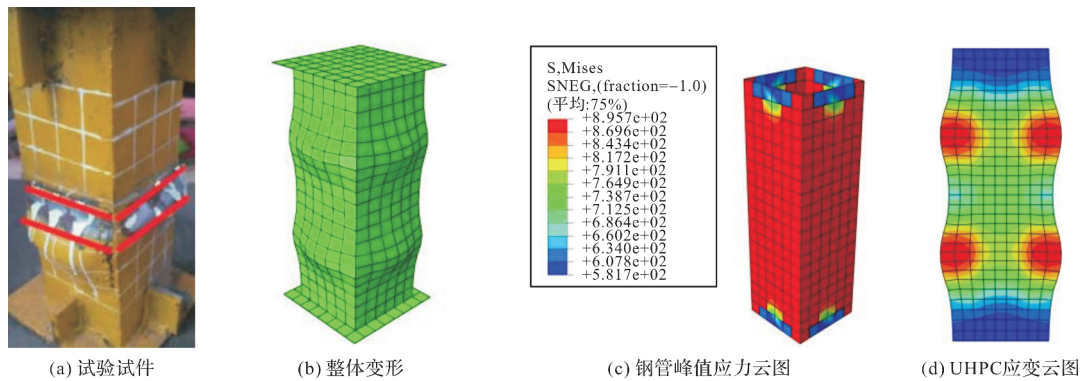 S,Mises
SNEG,(fraction=−1.0)
(平均:75%)
+8.957e+02
+8.696e+02
+8.434e+02
+8.172e+02
+7.911e+02
+7.649e+02
+7.387e+02
+7.125e+02
+6.864e+02
+6.602e+02
+6.340e+02
+6.078e+02
+5.817e+02
(a) 试验试件
(b) 整体变形
(c) 钢管峰值应力云图
(d) UHPC应变云图